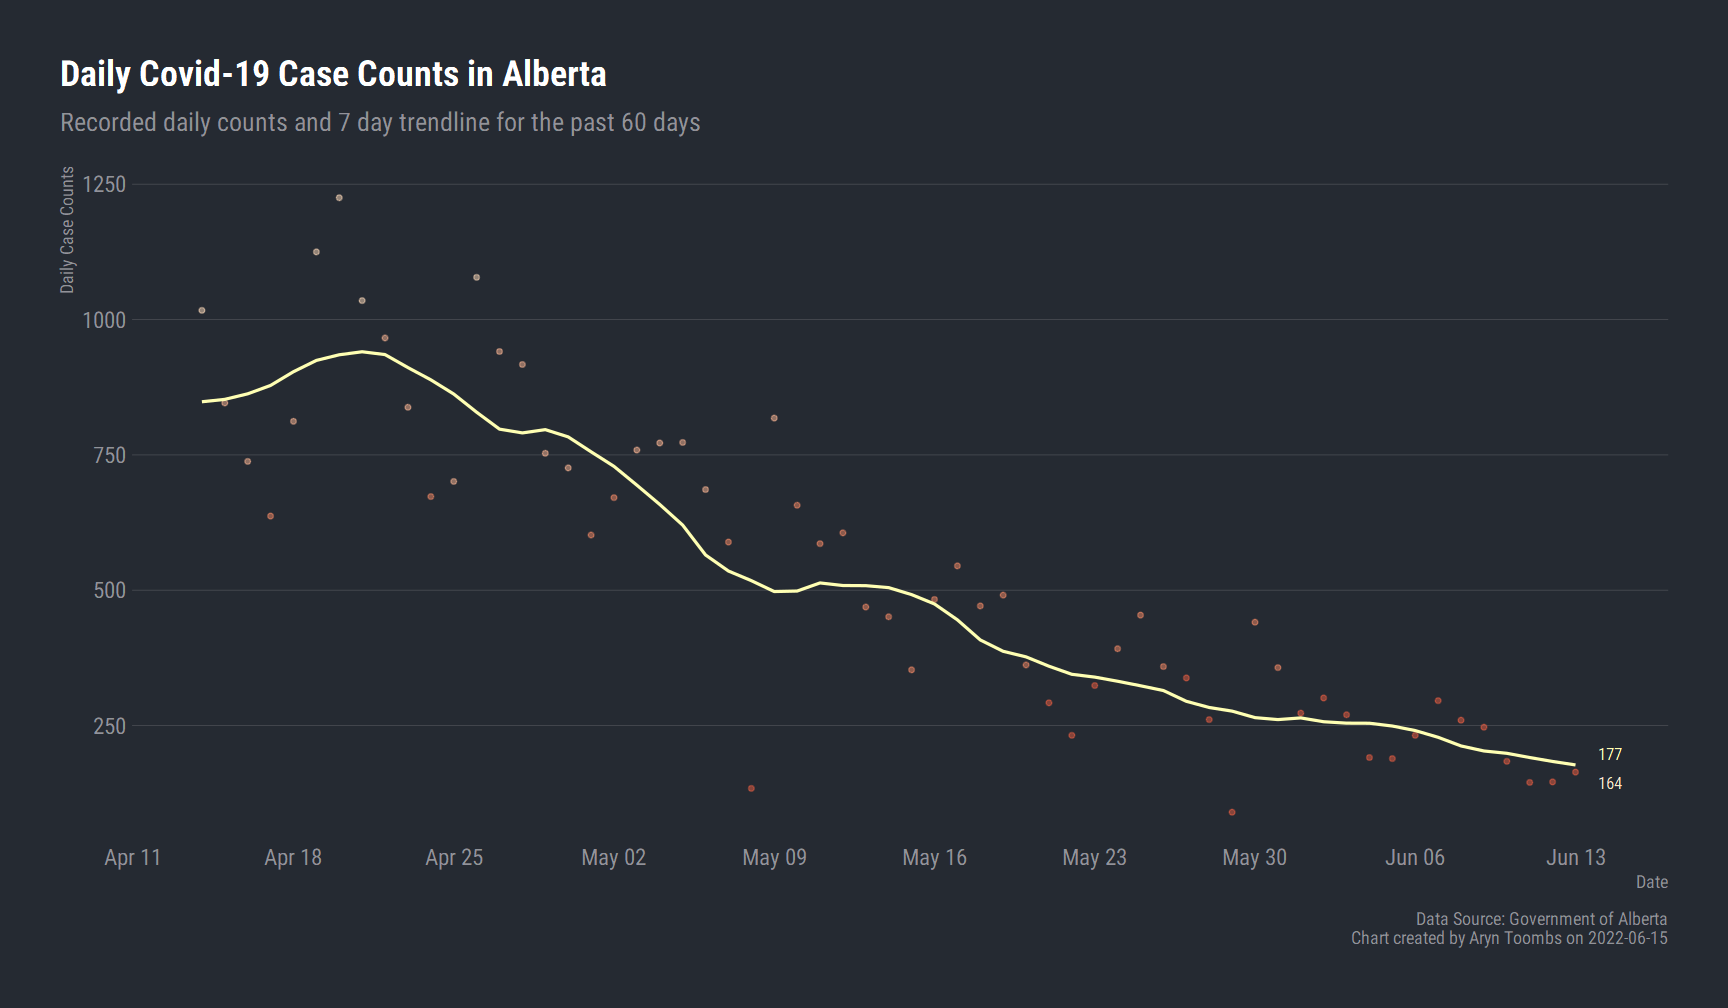 Daily Covid-19 Case Counts in Alberta
Recorded daily counts and 7 day trendline for the past 60 days
Daily Case Counts
1250
1000
750
500
250
177
164
Apr 11 Apr 18 Apr 25 May 02 May 09 May 16 May 23 May 30 Jun 06 Jun 13
Date
Data Source: Government of Alberta
Chart created by Aryn Toombs on 2022-06-15